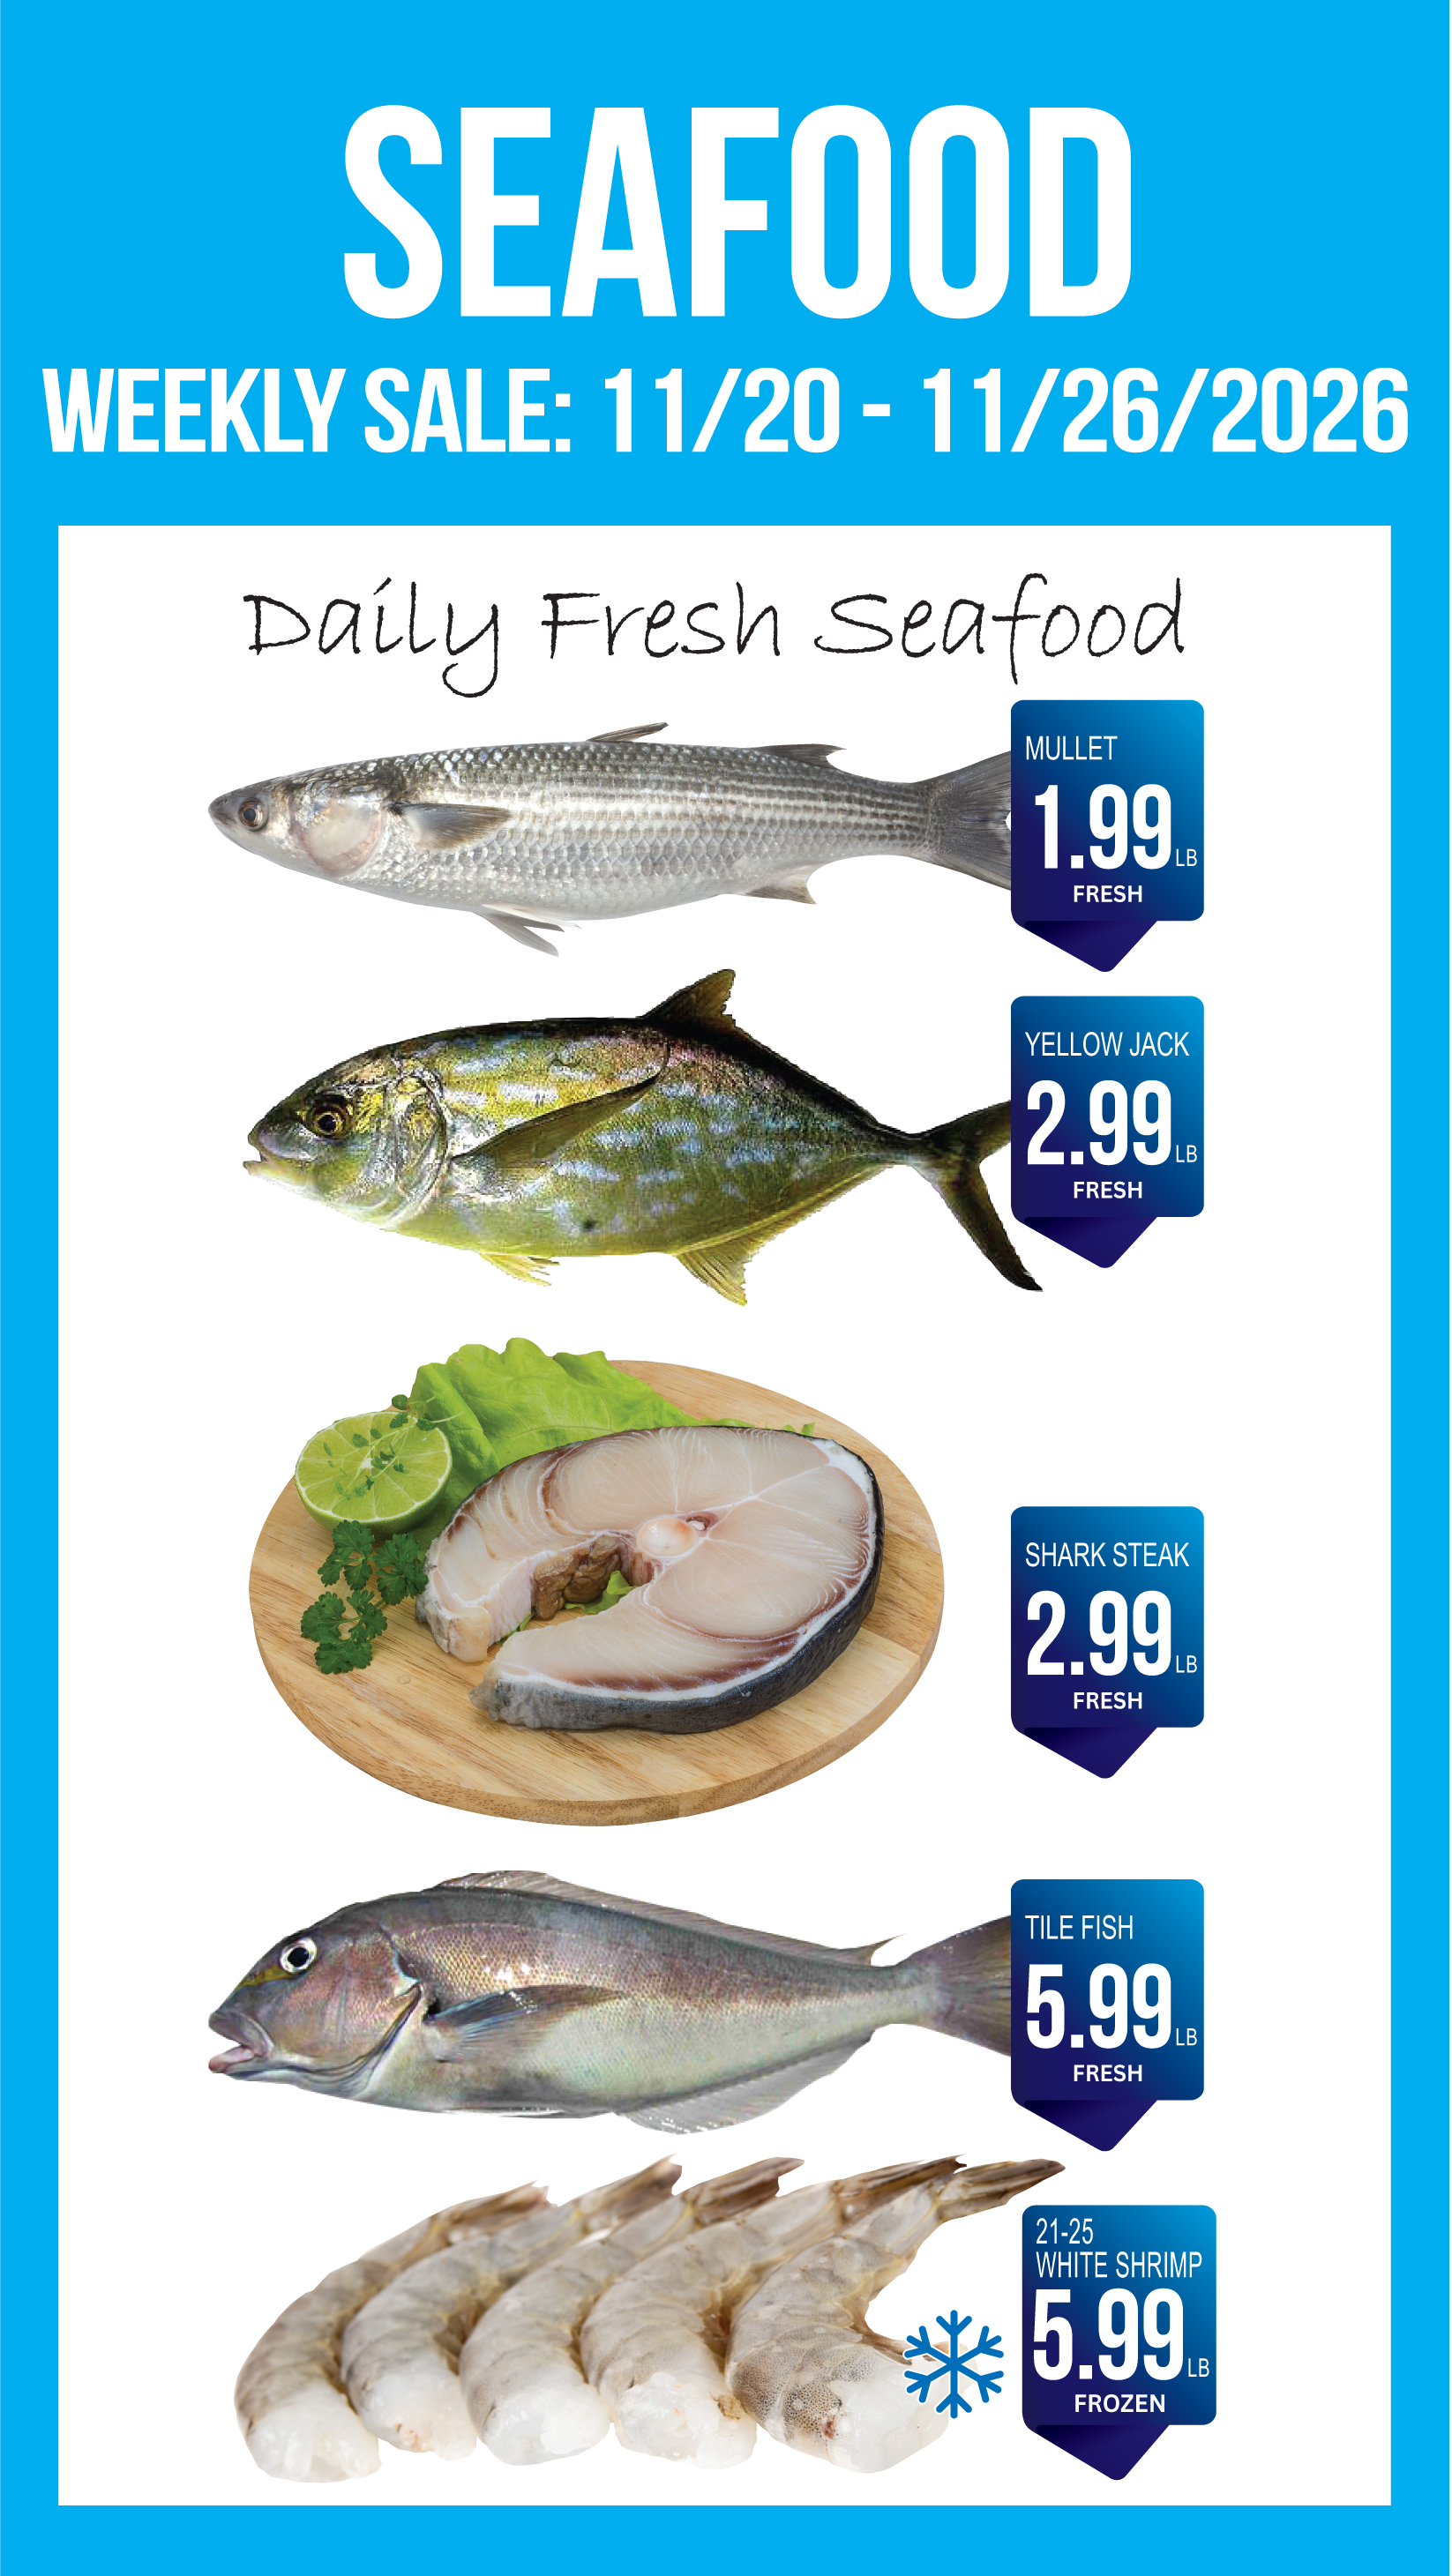 SEAFOOD
WEEKLY SALE: 11/20 - 11/26/2026
Daily Fresh Seafood
MULLET
1.99 LB
FRESH
YELLOW JACK
2.99 LB
FRESH
SHARK STEAK
2.99 LB
FRESH
TILE FISH
5.99 LB
FRESH
21-25
WHITE SHRIMP
5.99 LB
FROZEN